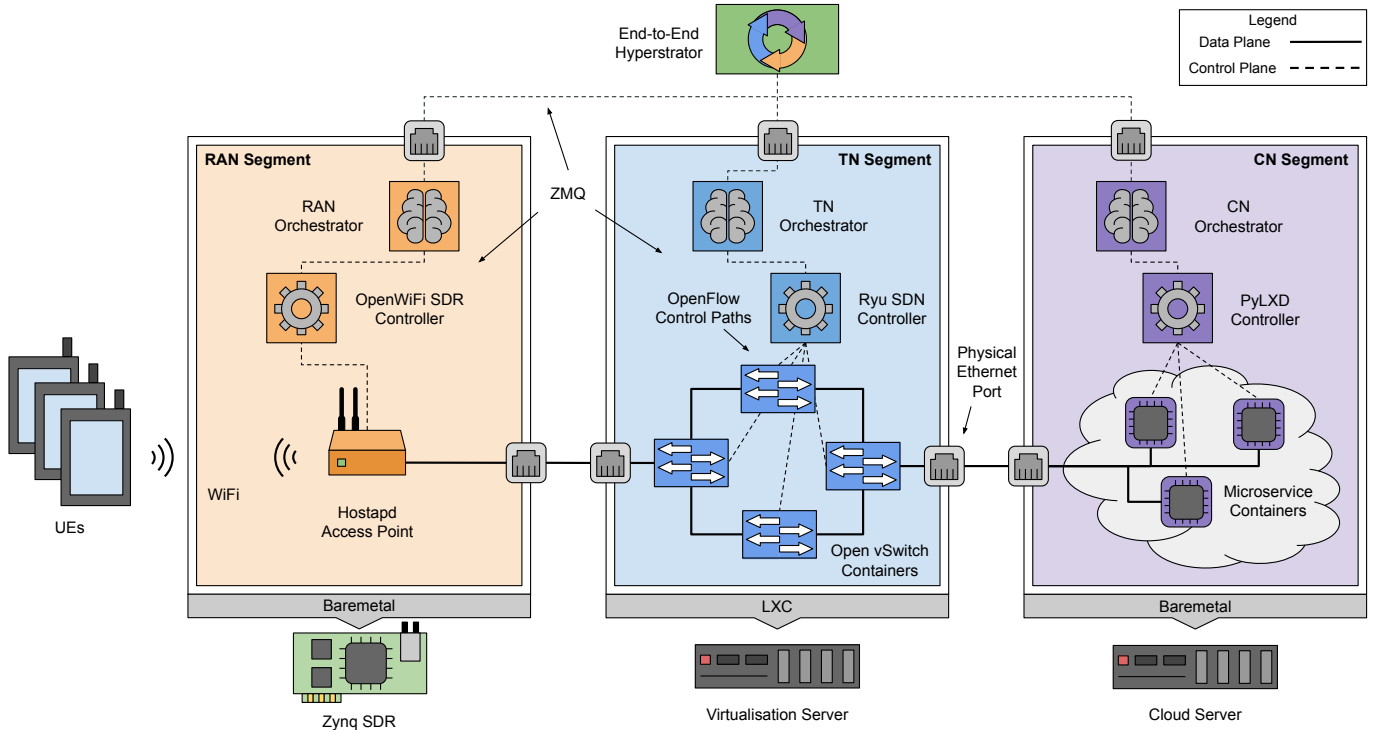 End-to-End
Hyperstrator
Legend
Data Plane
Control Plane
RAN Segment
TN Segment
CN Segment
RAN
Orchestrator
ZMQ
TN
Orchestrator
CN
Orchestrator
OpenWiFi SDR
Controller
OpenFlow
Control Paths
Ryu SDN
Controller
PyLXD
Controller
Physical
Ethernet
Port
WiFi
UEs
Hostapd
Access Point
Open vSwitch
Containers
Microservice
Containers
Baremetal
LXC
Baremetal
Zynq SDR
Virtualisation Server
Cloud Server